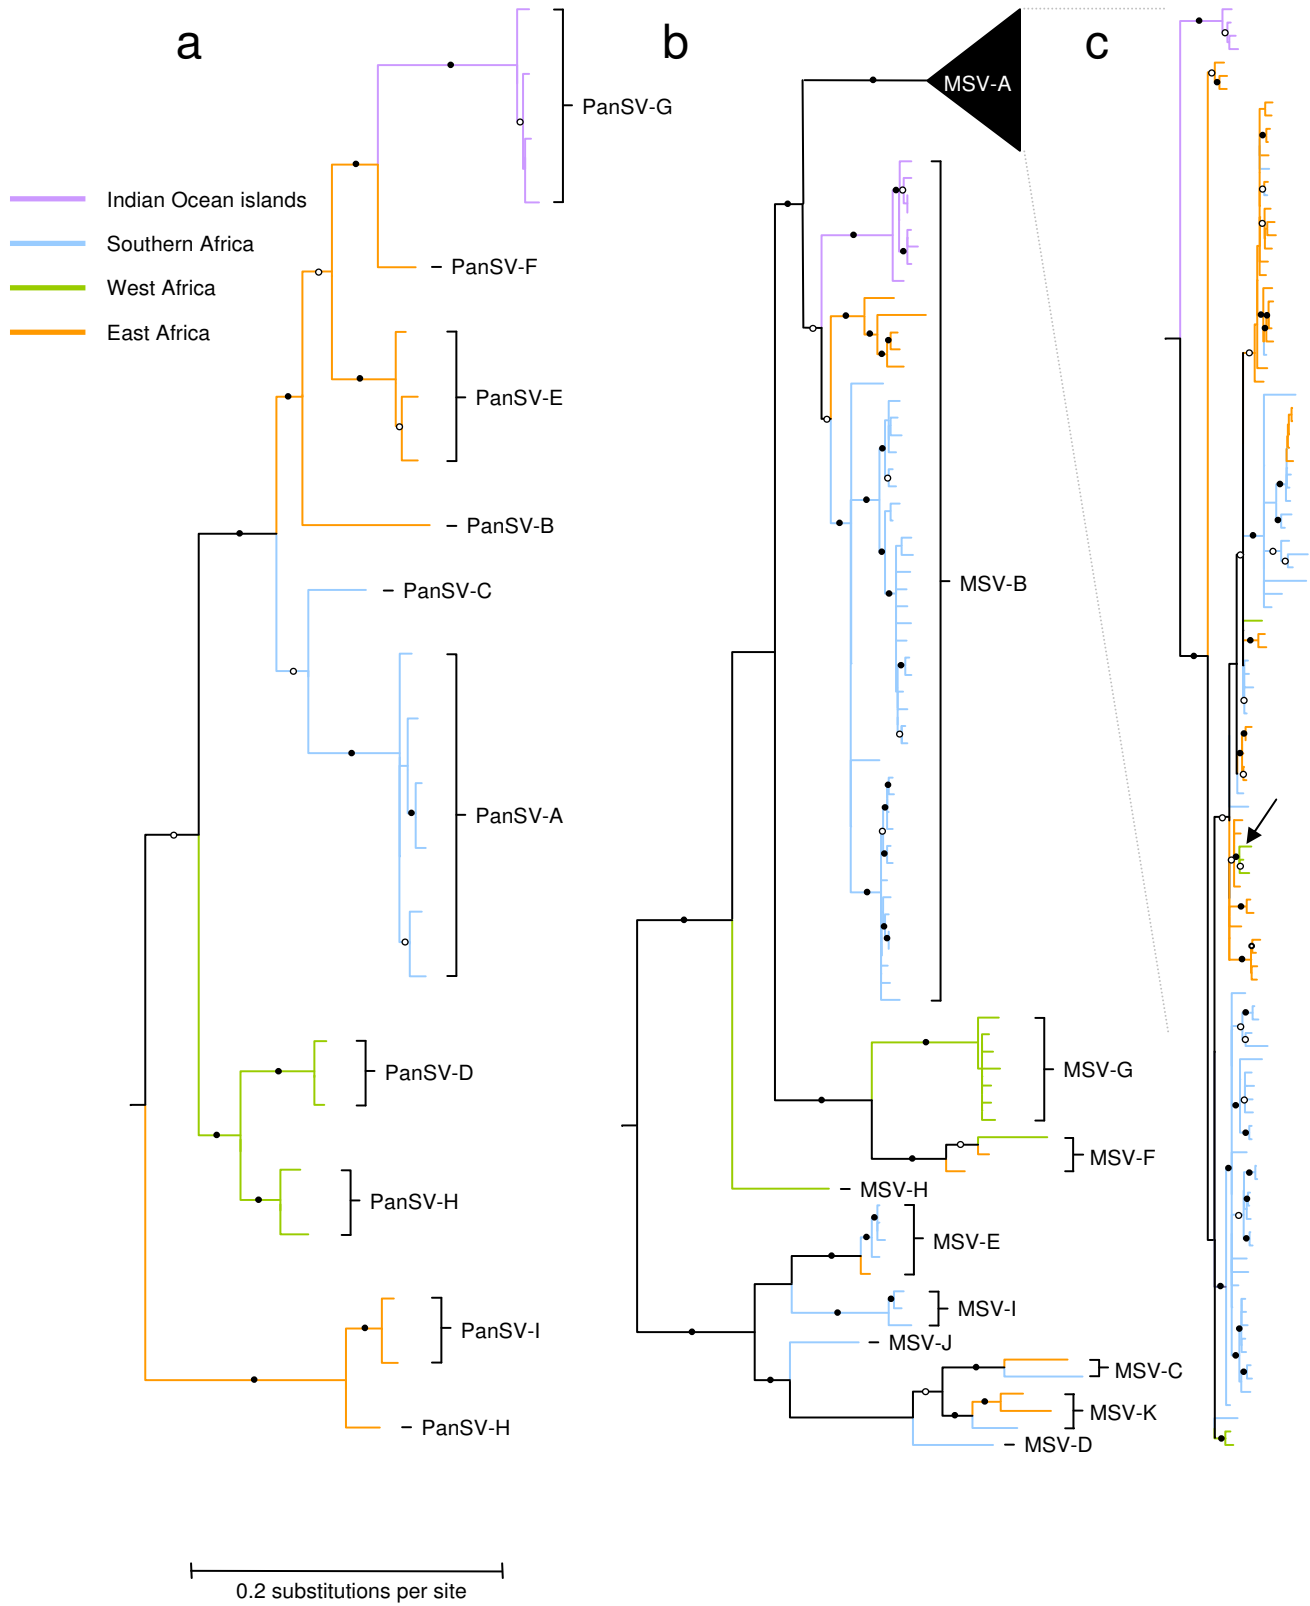 a
b
c
Indian Ocean islands
Southern Africa
West Africa
East Africa
PanSV-G
PanSV-F
PanSV-E
PanSV-B
PanSV-C
PanSV-A
PanSV-D
PanSV-H
PanSV-I
PanSV-H
MSV-A
MSV-B
MSV-G
MSV-F
MSV-H
MSV-E
MSV-I
MSV-J
MSV-C
MSV-K
MSV-D
0.2 substitutions per site